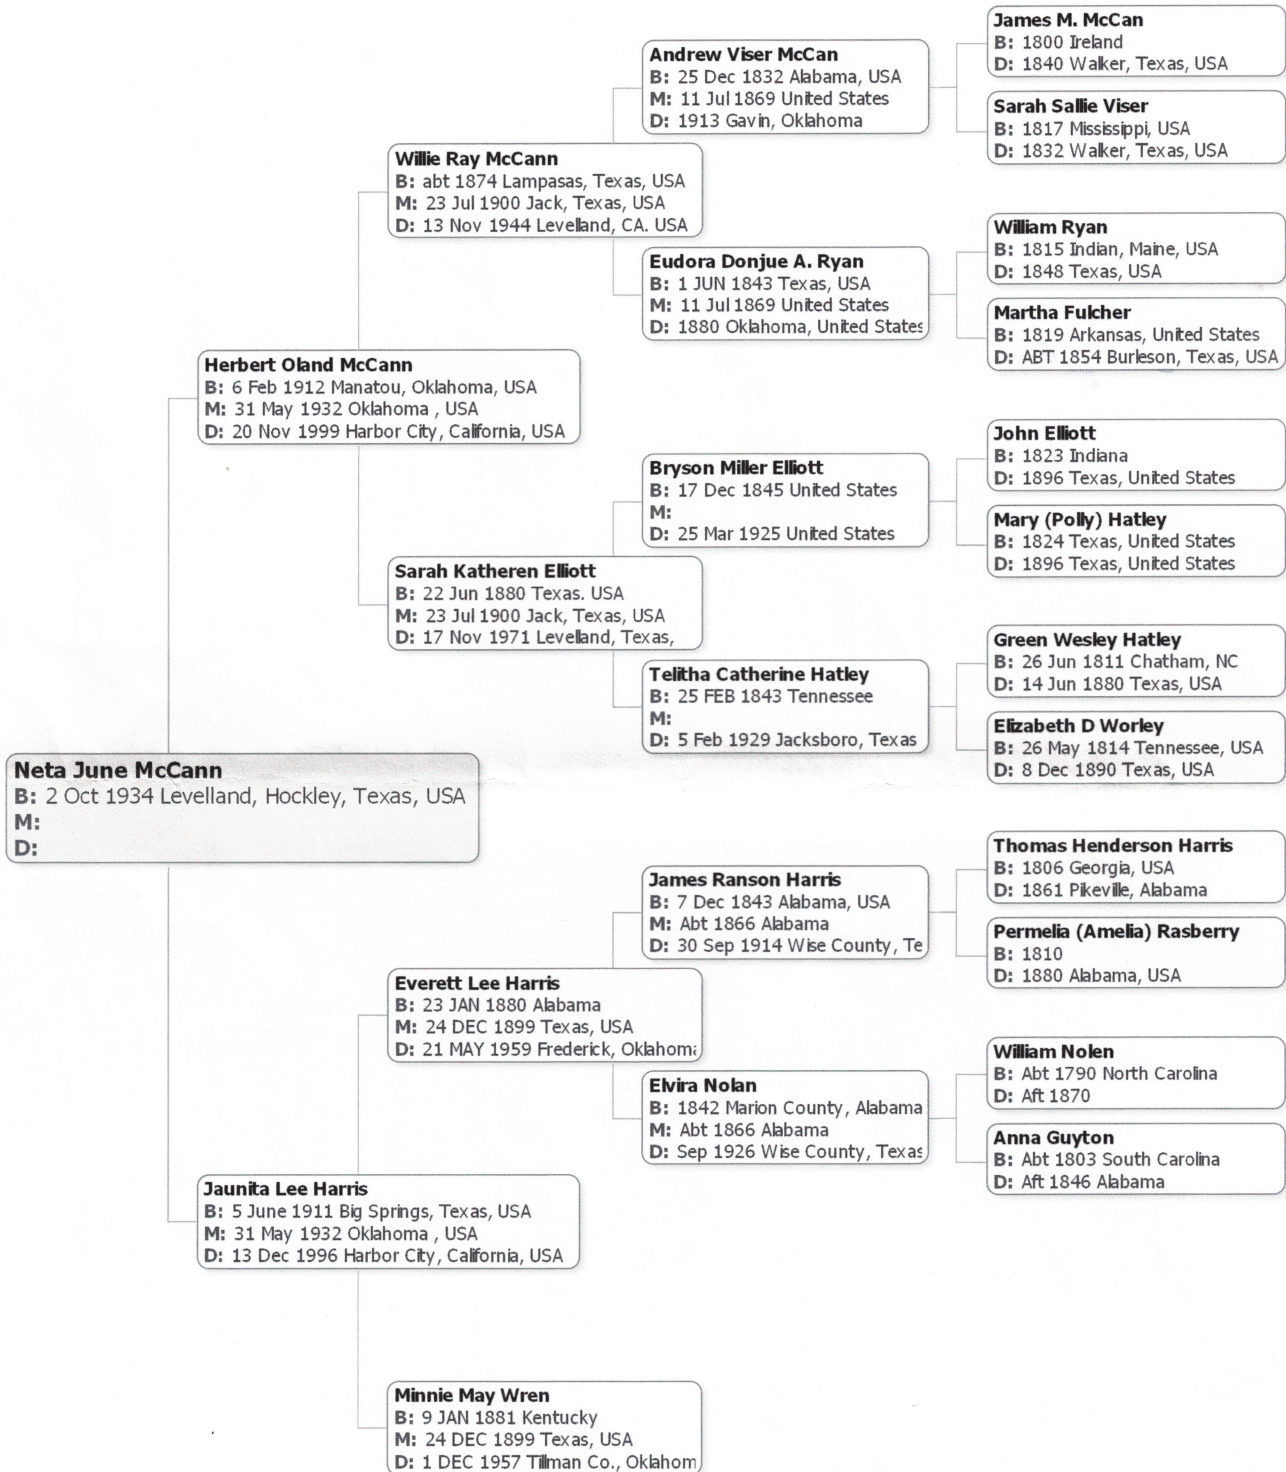 James M. McCan
B: 1800 Ireland
D: 1840 Walker, Texas, USA
Andrew Viser McCan
B: 25 Dec 1832 Alabama, USA
M: 11 Jul 1869 United States
D: 1913 Gavin, Oklahoma
Sarah Sallie Viser
B: 1817 Mississippi, USA
D: 1832 Walker, Texas, USA
Willie Ray McCann
B: abt 1874 Lampasas, Texas, USA
M: 23 Jul 1900 Jack, Texas, USA
D: 13 Nov 1944 Levelland, CA. USA
William Ryan
B: 1815 Indian, Maine, USA
D: 1848 Texas, USA
Eudora Donjue A. Ryan
B: 1 JUN 1843 Texas, USA
M: 11 Jul 1869 United States
D: 1880 Oklahoma, United States
Martha Fulcher
B: 1819 Arkansas, United States
D: ABT 1854 Burleson, Texas, USA
Herbert Oland McCann
B: 6 Feb 1912 Manatou, Oklahoma, USA
M: 31 May 1932 Oklahoma , USA
D: 20 Nov 1999 Harbor City, California, USA
John Elliott
B: 1823 Indiana
D: 1896 Texas, United States
Bryson Miller Elliott
B: 17 Dec 1845 United States
M:
D: 25 Mar 1925 United States
Mary (Polly) Hatley
B: 1824 Texas, United States
D: 1896 Texas, United States
Sarah Katheren Elliott
B: 22 Jun 1880 Texas. USA
M: 23 Jul 1900 Jack, Texas, USA
D: 17 Nov 1971 Levelland, Texas,
Green Wesley Hatley
B: 26 Jun 1811 Chatham, NC
D: 14 Jun 1880 Texas, USA
Telitha Catherine Hatley
B: 25 FEB 1843 Tennessee
M:
D: 5 Feb 1929 Jacksboro, Texas
Elizabeth D Worley
B: 26 May 1814 Tennessee, USA
D: 8 Dec 1890 Texas, USA
Neta June McCann
B: 2 Oct 1934 Levelland, Hockley, Texas, USA
M:
D:
Thomas Henderson Harris
B: 1806 Georgia, USA
D: 1861 Pikeville, Alabama
James Ranson Harris
B: 7 Dec 1843 Alabama, USA
M: Abt 1866 Alabama
D: 30 Sep 1914 Wise County, Te
Permelia (Amelia) Rasberry
B: 1810
D: 1880 Alabama, USA
Everett Lee Harris
B: 23 JAN 1880 Alabama
M: 24 DEC 1899 Texas, USA
D: 21 MAY 1959 Frederick, Oklahoma
William Nolen
B: Abt 1790 North Carolina
D: Aft 1870
Elvira Nolan
B: 1842 Marion County, Alabama
M: Abt 1866 Alabama
D: Sep 1926 Wise County, Texas
Anna Guyton
B: Abt 1803 South Carolina
D: Aft 1846 Alabama
Jaunita Lee Harris
B: 5 June 1911 Big Springs, Texas, USA
M: 31 May 1932 Oklahoma , USA
D: 13 Dec 1996 Harbor City, California, USA
Minnie May Wren
B: 9 JAN 1881 Kentucky
M: 24 DEC 1899 Texas, USA
D: 1 DEC 1957 Tillman Co., Oklahom